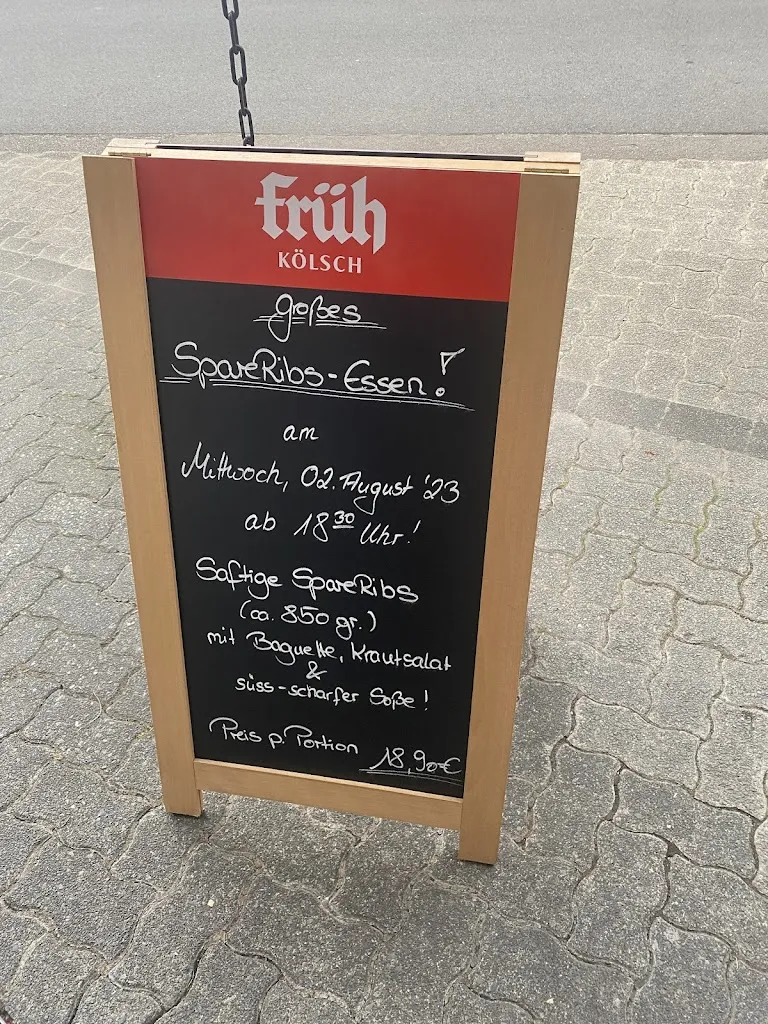 früh
KÖLSCH
Großes
SpareRibs-Essen!
am
Mittwoch, 02. August '23
ab 18³⁰ Uhr!
Saftige SpareRibs
(ca. 850 gr.)
mit Baguette, Krautsalat
&
süss-scharfer Soße!
Preis p. Portion 18,90€